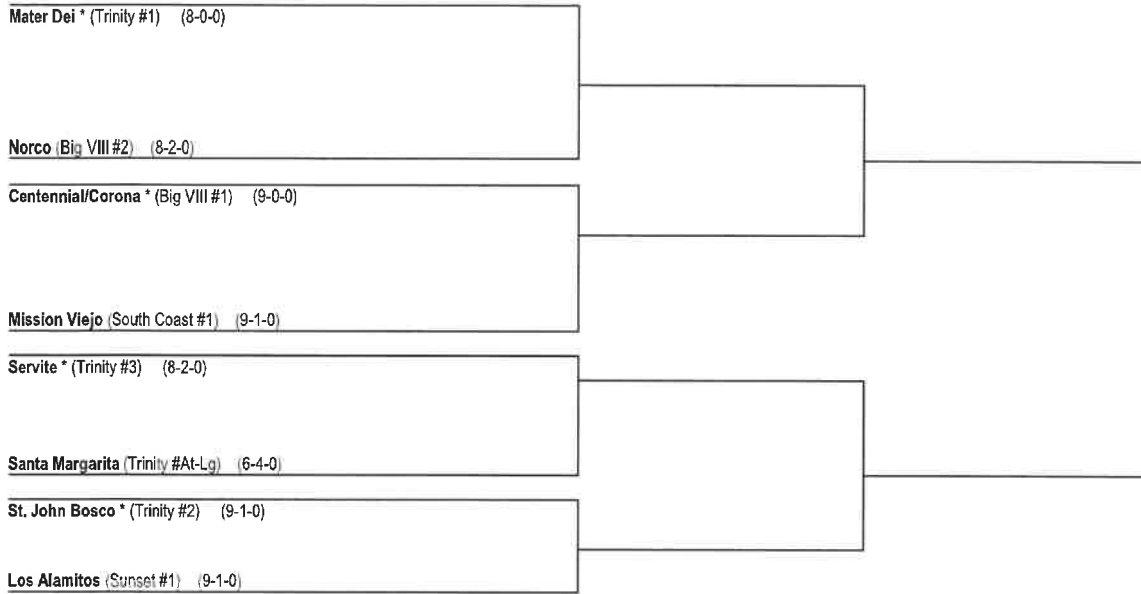 Mater Dei * (Trinity #1) (8-0-0)
Norco (Big VIII #2) (8-2-0)
Centennial/Corona * (Big VIII #1) (9-0-0)
Mission Viejo (South Coast #1) (9-1-0)
Servite * (Trinity #3) (8-2-0)
Santa Margarita (Trinity #At-Lg) (6-4-0)
St. John Bosco * (Trinity #2) (9-1-0)
Los Alamitos (Sunset #1) (9-1-0)